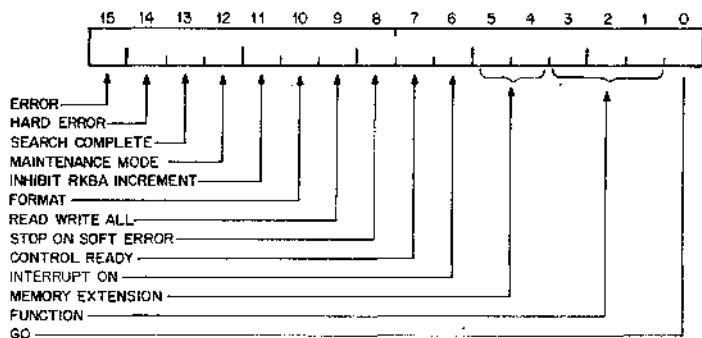 15 14 13 12 11 10 9 8 7 6 5 4 3 2 1 0
ERROR
HARD ERROR
SEARCH COMPLETE
MAINTENANCE MODE
INHIBIT RKBA INCREMENT
FORMAT
READ WRITE ALL
STOP ON SOFT ERROR
CONTROL READY
INTERRUPT ON
MEMORY EXTENSION
FUNCTION
GO